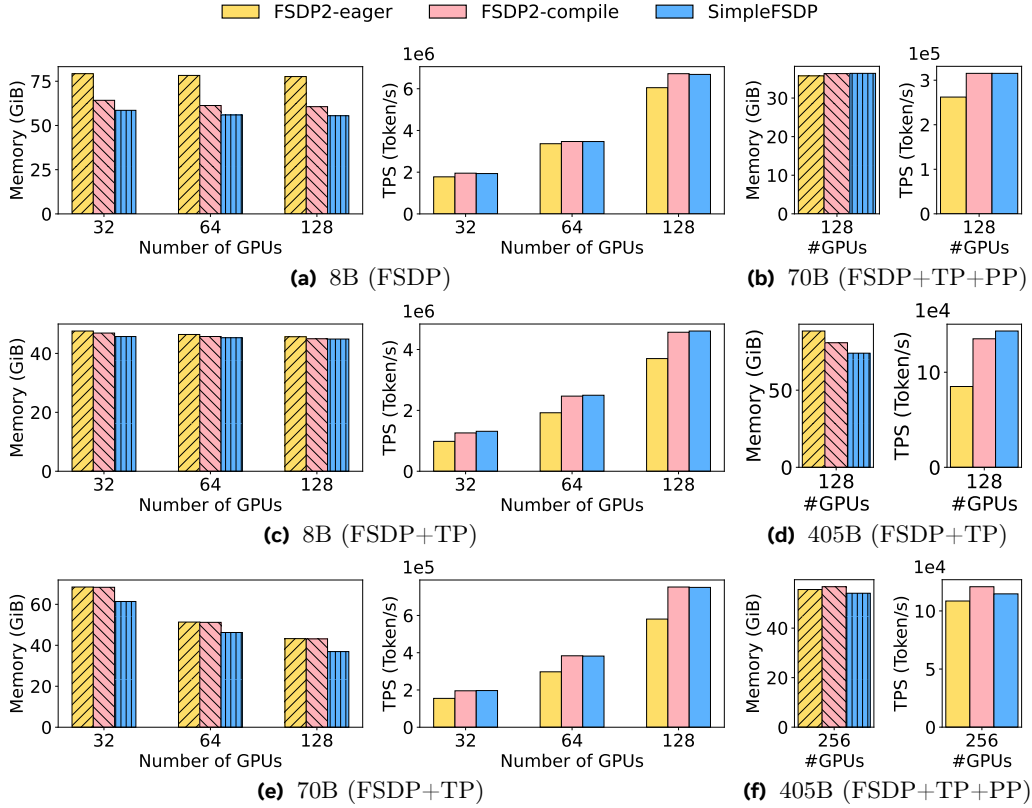 FSDP2-eager FSDP2-compile SimpleFSDP
1e6
Memory (GiB)
75
50
25
0
32 64 128
Number of GPUs
TPS (Token/s)
6
4
2
0
32 64 128
Number of GPUs
(a) 8B (FSDP)
1e5
Memory (GiB)
30
20
10
0
128
#GPUs
TPS (Token/s)
3
2
1
0
128
#GPUs
(b) 70B (FSDP+TP+PP)
1e6
Memory (GiB)
40
20
0
32 64 128
Number of GPUs
TPS (Token/s)
4
2
0
32 64 128
Number of GPUs
(c) 8B (FSDP+TP)
1e4
Memory (GiB)
50
0
128
#GPUs
TPS (Token/s)
10
0
128
#GPUs
(d) 405B (FSDP+TP)
1e5
Memory (GiB)
60
40
20
0
32 64 128
Number of GPUs
TPS (Token/s)
6
4
2
0
32 64 128
Number of GPUs
(e) 70B (FSDP+TP)
1e4
Memory (GiB)
50
25
0
256
#GPUs
TPS (Token/s)
10
5
0
256
#GPUs
(f) 405B (FSDP+TP+PP)